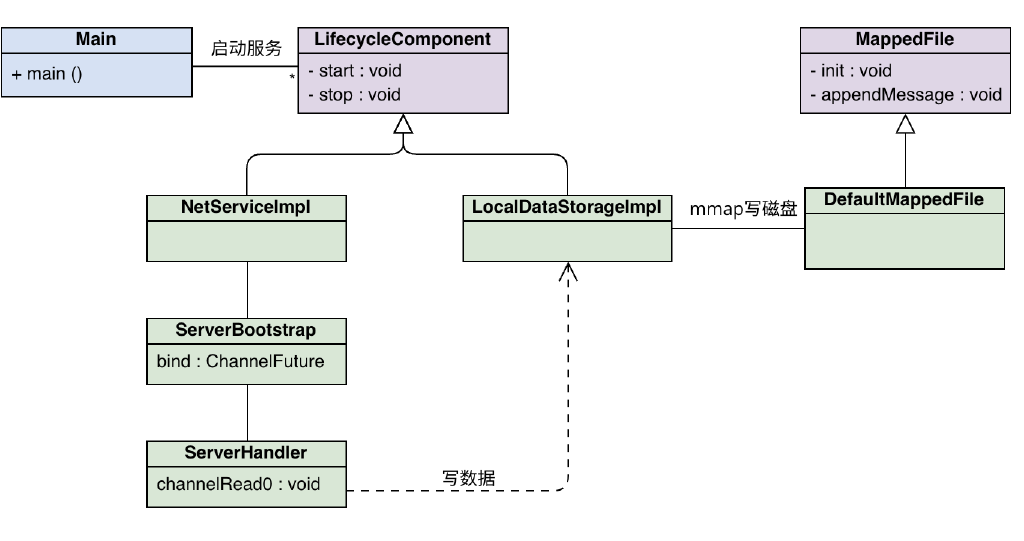 Main
+ main ()
启动服务
*
LifecycleComponent
- start : void
- stop : void
MappedFile
- init : void
- appendMessage : void
NetServiceImpl
LocalDataStorageImpl
mmap写磁盘
DefaultMappedFile
ServerBootstrap
bind : ChannelFuture
ServerHandler
channelRead0 : void
写数据